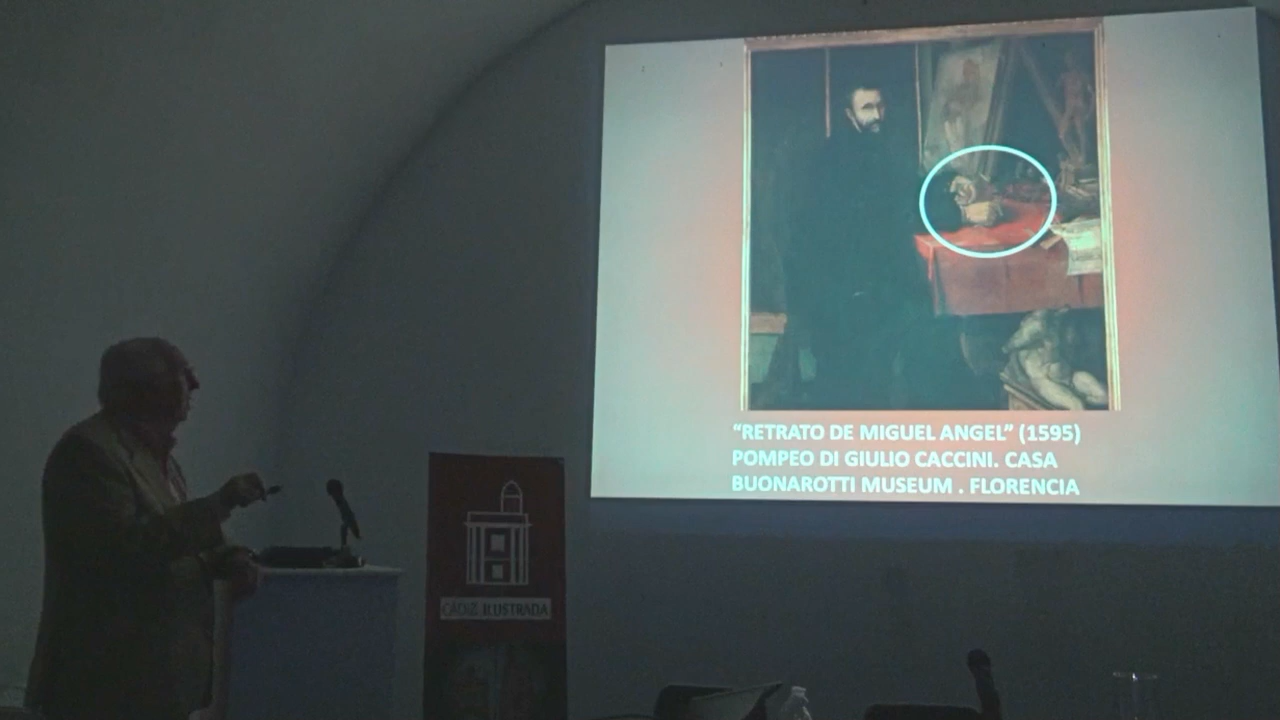 “RETRATO DE MIGUEL ANGEL” (1595)
POMPEO DI GIULIO CACCINI. CASA
BUONAROTTI MUSEUM . FLORENCIA
CÁDIZ ILUSTRADA